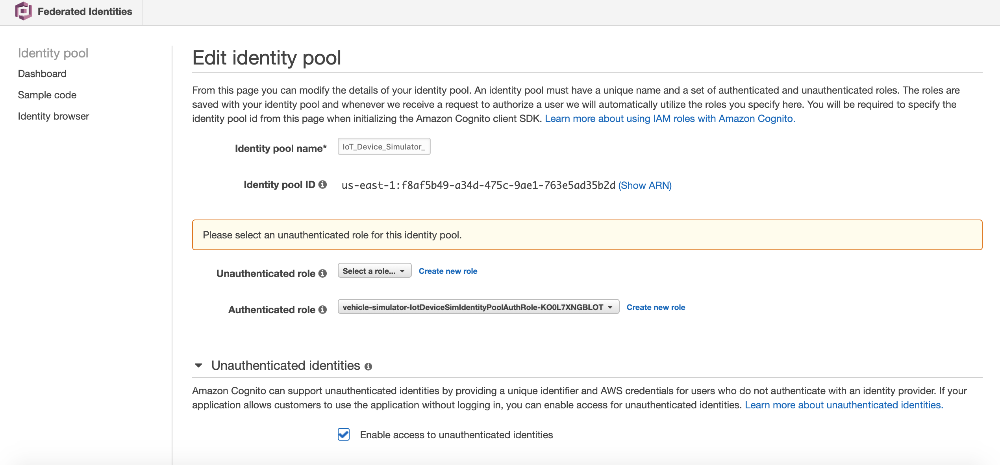 Federated Identities
Identity pool
Dashboard
Sample code
Identity browser
Edit identity pool
From this page you can modify the details of your identity pool. An identity pool must have a unique name and a set of authenticated and unauthenticated roles. The roles are
saved with your identity pool and whenever we receive a request to authorize a user we will automatically utilize the roles you specify here. You will be required to specify the
identity pool id from this page when initializing the Amazon Cognito client SDK. Learn more about using IAM roles with Amazon Cognito.
Identity pool name* IoT_Device_Simulator_
Identity pool ID us-east-1:f8af5b49-a34d-475c-9ae1-763e5ad35b2d (Show ARN)
Please select an unauthenticated role for this identity pool.
Unauthenticated role Select a role... Create new role
Authenticated role vehicle-simulator-IotDeviceSimIdentityPoolAuthRole-KO0L7XNGBLOT Create new role
Unauthenticated identities
Amazon Cognito can support unauthenticated identities by providing a unique identifier and AWS credentials for users who do not authenticate with an identity provider. If your
application allows customers to use the application without logging in, you can enable access for unauthenticated identities. Learn more about unauthenticated identities.
Enable access to unauthenticated identities